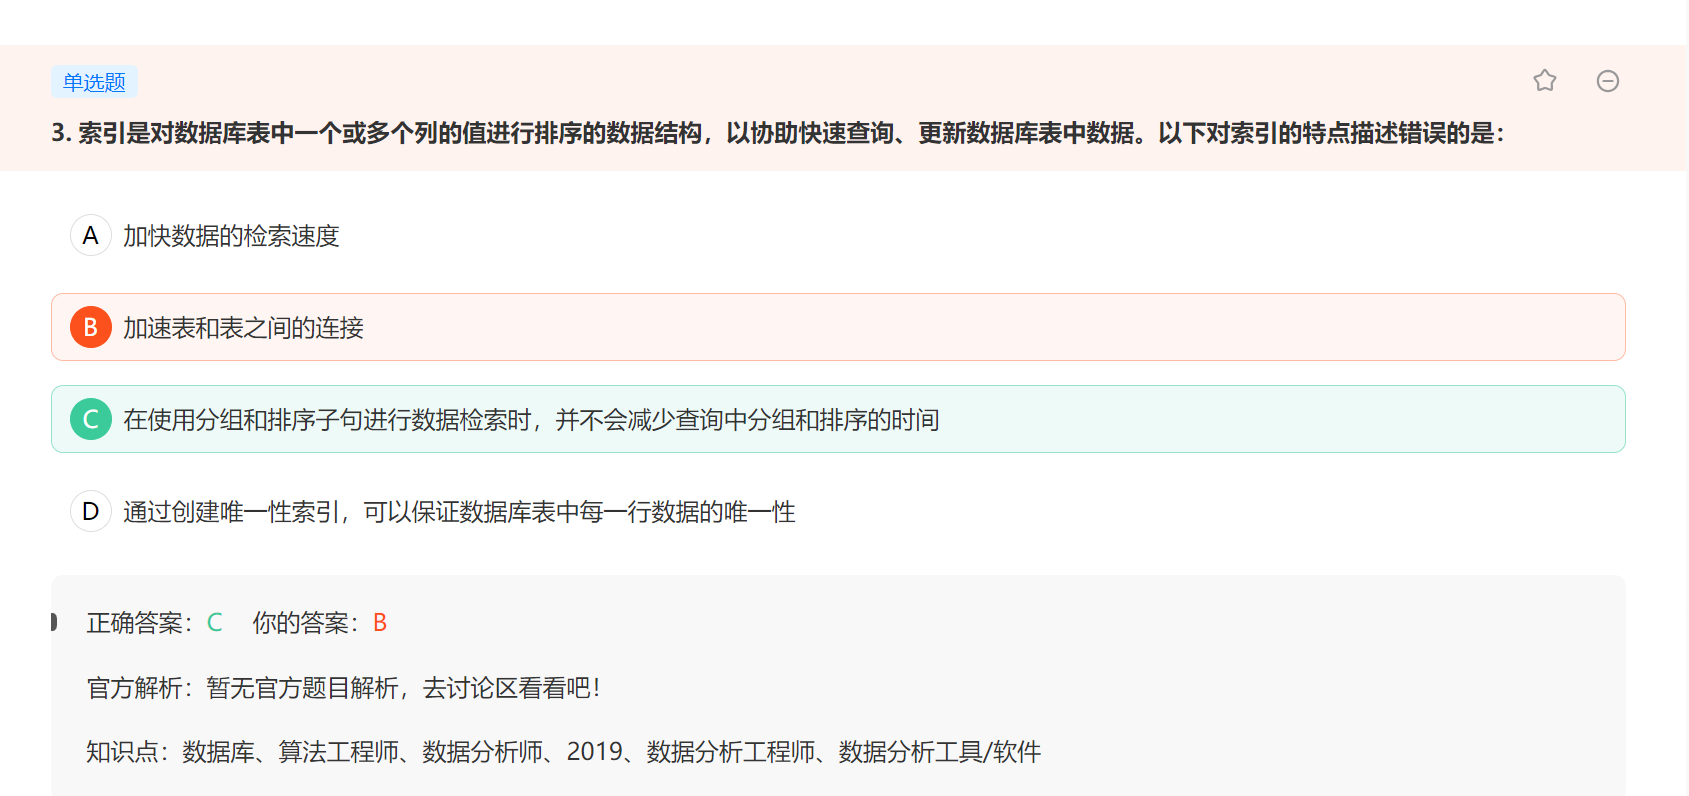 单选题
3. 索引是对数据库表中一个或多个列的值进行排序的数据结构，以协助快速查询、更新数据库表中数据。以下对索引的特点描述错误的是：
A 加快数据的检索速度
B 加速表和表之间的连接
C 在使用分组和排序子句进行数据检索时，并不会减少查询中分组和排序的时间
D 通过创建唯一性索引，可以保证数据库表中每一行数据的唯一性
正确答案：C 你的答案：B
官方解析：暂无官方题目解析，去讨论区看看吧！
知识点：数据库、算法工程师、数据分析师、2019、数据分析工程师、数据分析工具/软件